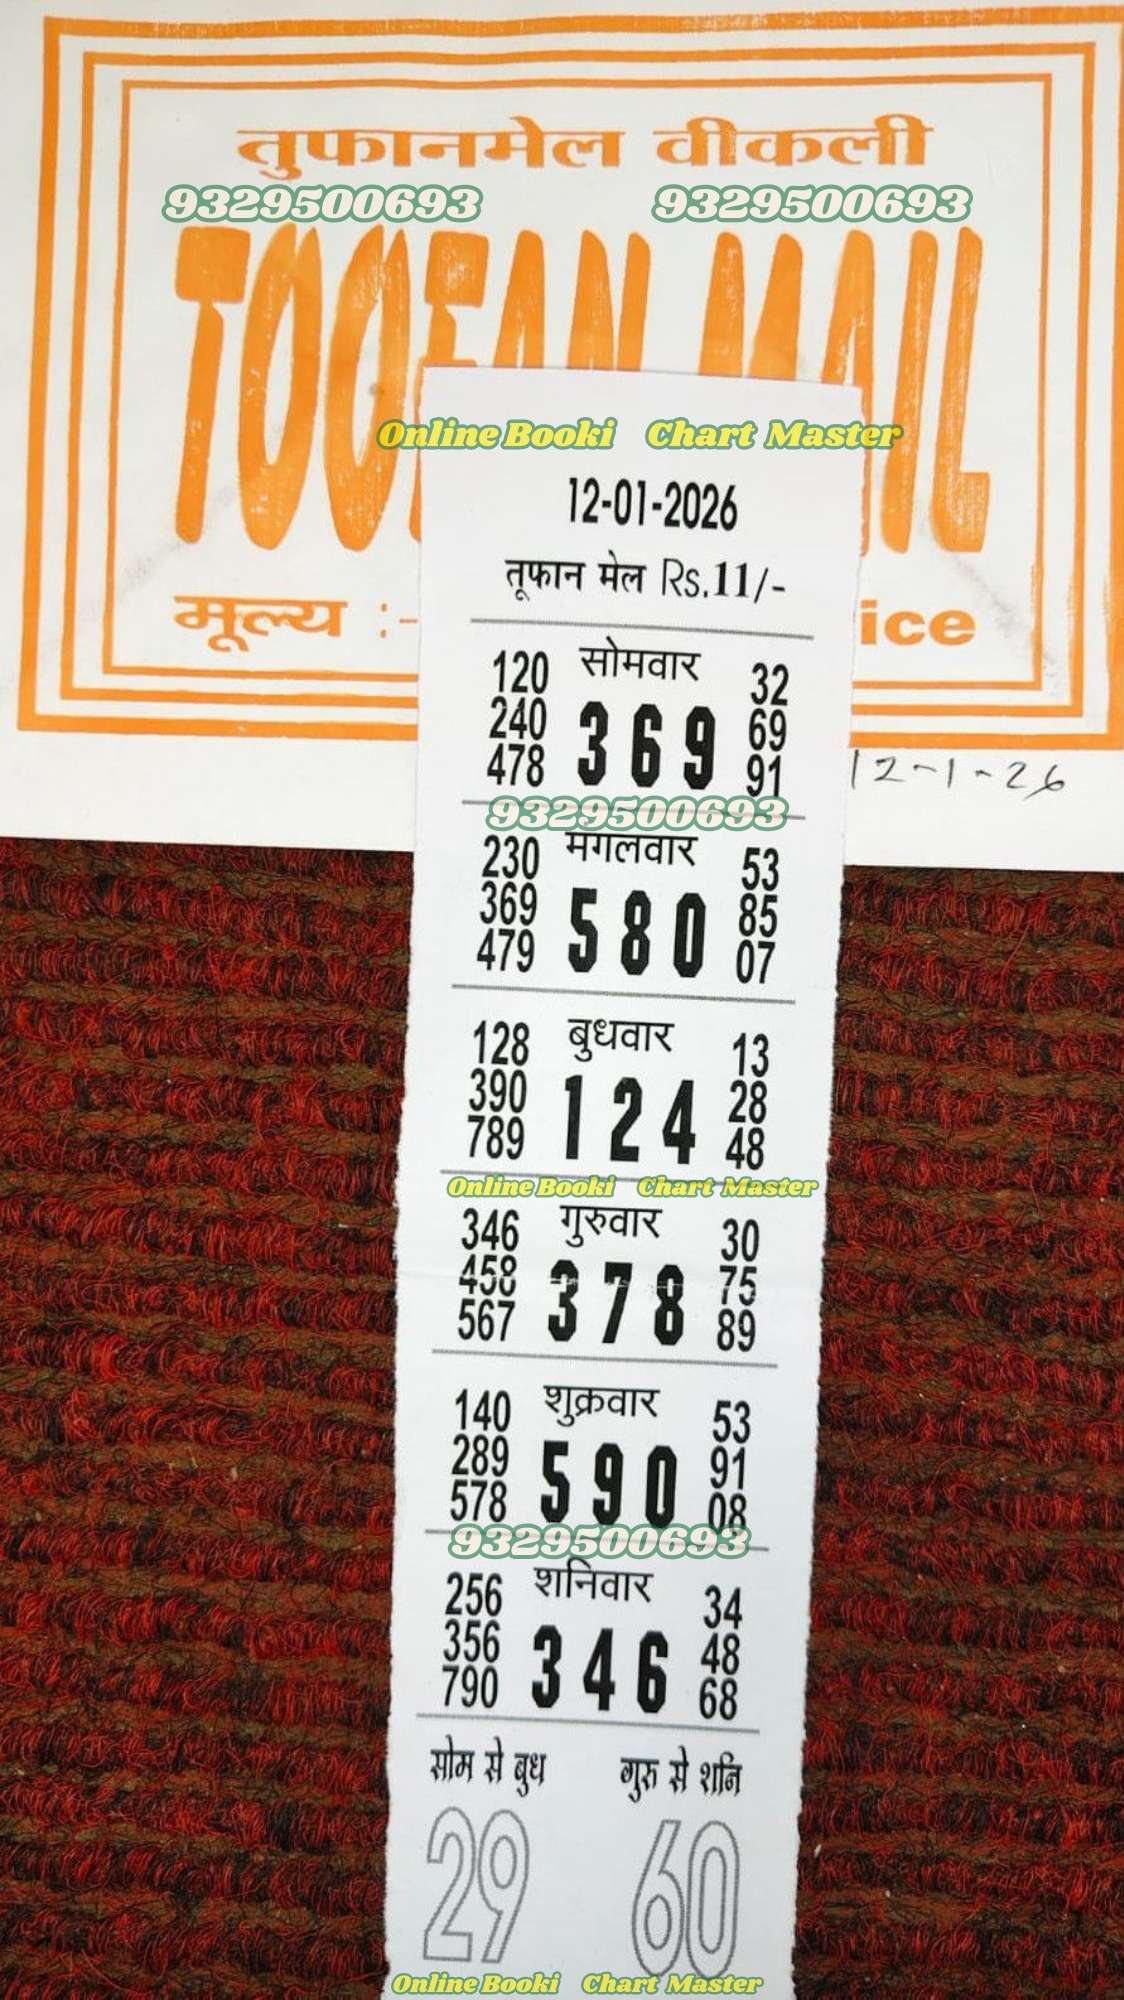 तुफानमेल वीकली
9329500693 9329500693
TOOFAN MAIL
Online Booki Chart Master
12-01-2026
तूफान मेल Rs.11/-
मूल्य :- ice
सोमवार
120 32
240 369 69
478 91
12-1-26
9329500693
मगलवार
230 53
369 580 85
479 07
बुधवार
128 13
390 124 28
789 48
Online Booki Chart Master
गुरुवार
346 30
458 378 75
567 89
शुक्रवार
140 53
289 590 91
578 08
9329500693
शनिवार
256 34
356 346 48
790 68
सोम से बुध गुरु से शनि
29 60
Online Booki Chart Master